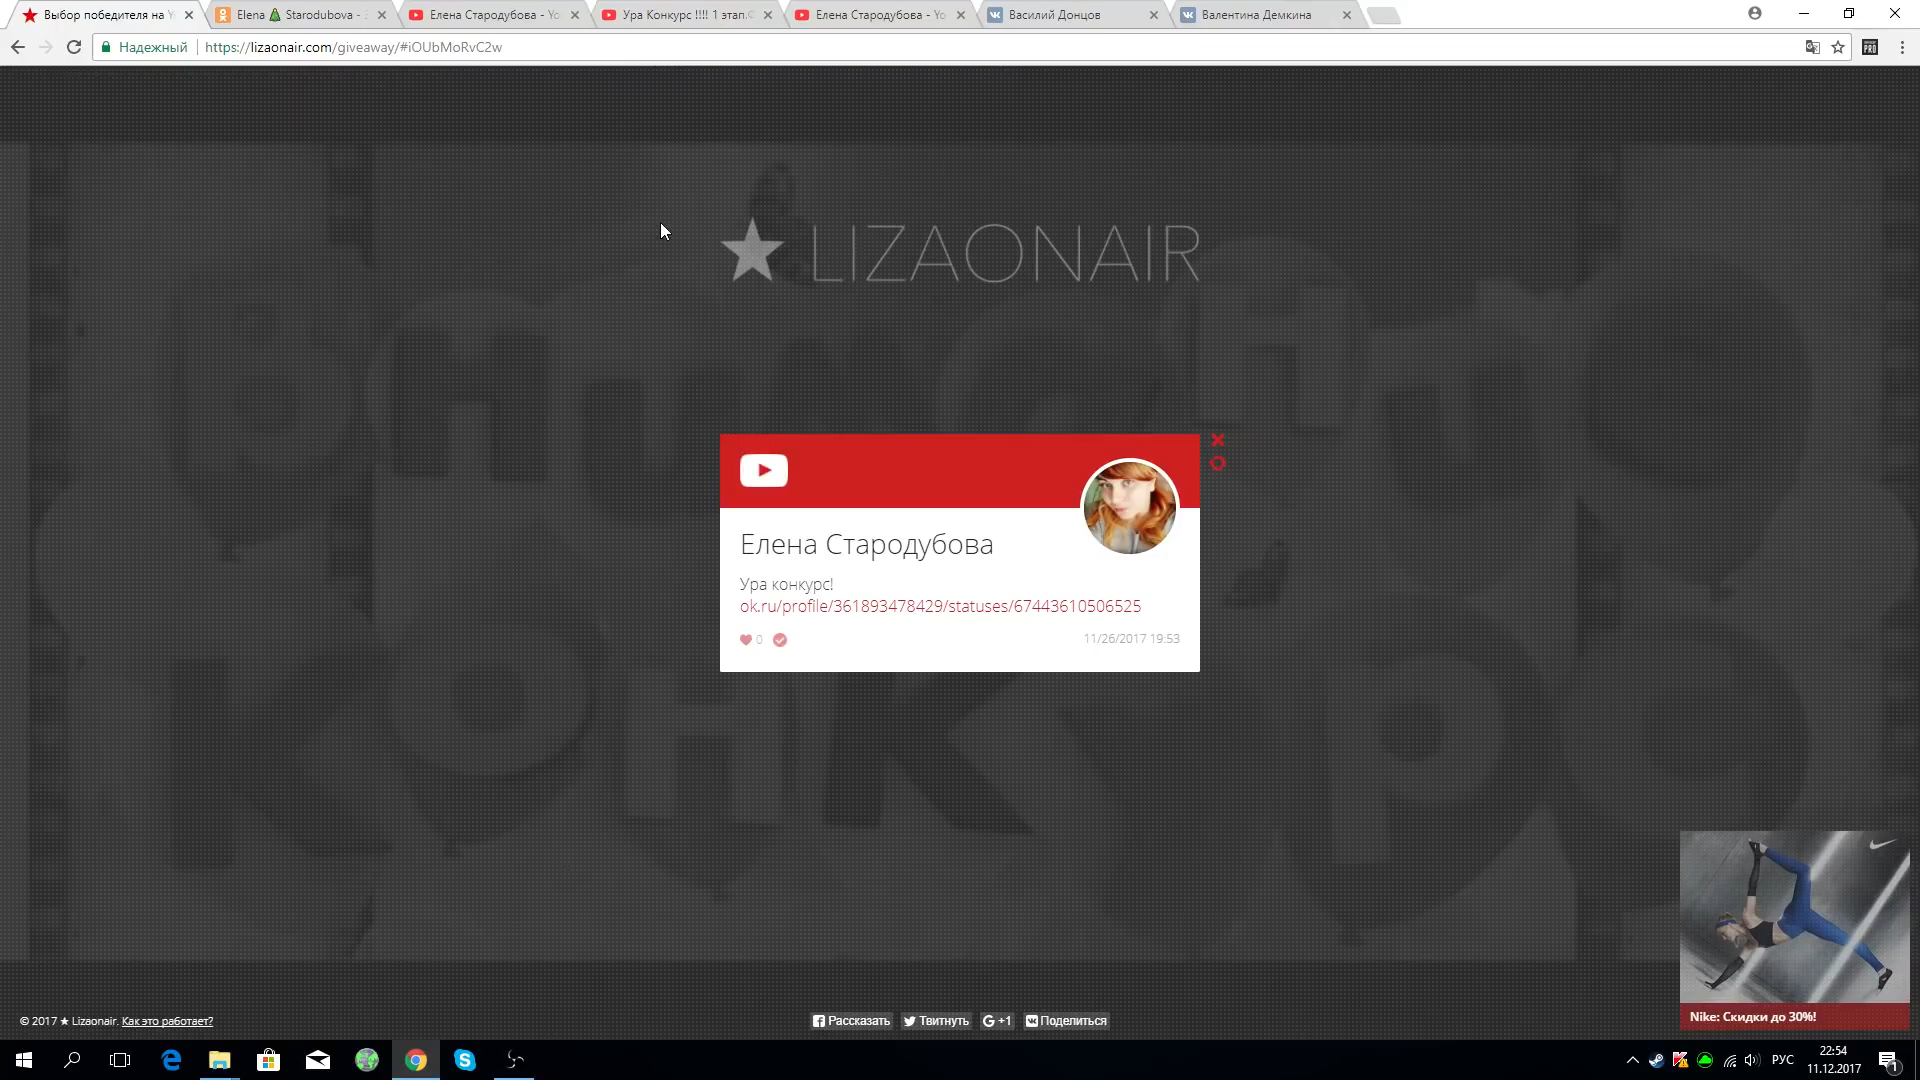 Выбор победителя на Y
Elena 🎄 Starodubova -
Елена Стародубова - Yo
Ура Конкурс !!!! 1 этап.
Елена Стародубова - Yo
Василий Донцов
Валентина Демкина
Надежный
https://lizaonair.com/giveaway/#iOUbMoRvC2w
PRO
★ LIZAONAIR
Елена Стародубова
Ура конкурс!
ok.ru/profile/361893478429/statuses/67443610506525
0
11/26/2017 19:53
Nike: Скидки до 30%!
© 2017 ★ Lizaonair. Как это работает?
Рассказать
Твитнуть
G +1
Поделиться
РУС
22:54
11.12.2017
1